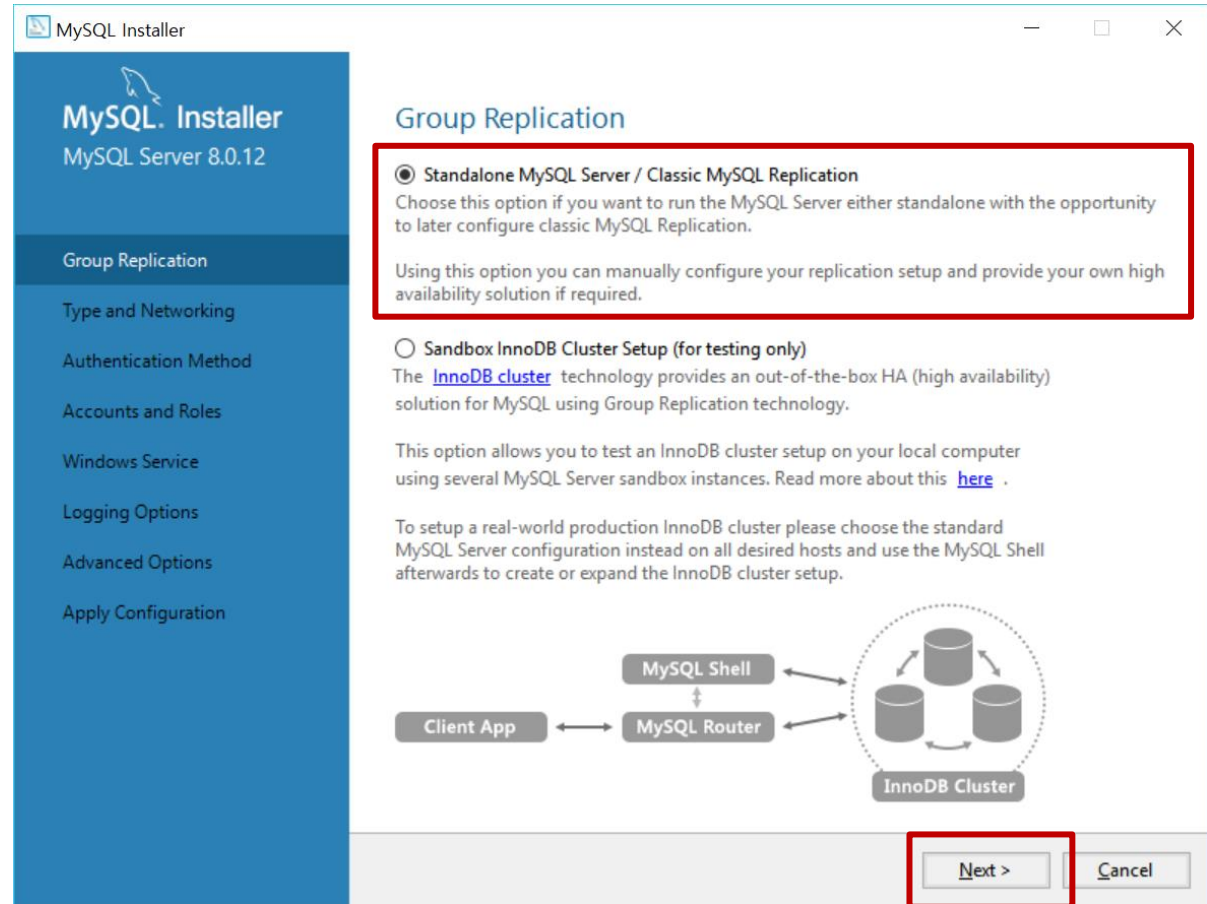 MySQL Installer
MySQL. Installer
MySQL Server 8.0.12
Group Replication
Type and Networking
Authentication Method
Accounts and Roles
Windows Service
Logging Options
Advanced Options
Apply Configuration
Group Replication
Standalone MySQL Server / Classic MySQL Replication
Choose this option if you want to run the MySQL Server either standalone with the opportunity
to later configure classic MySQL Replication.
Using this option you can manually configure your replication setup and provide your own high
availability solution if required.
Sandbox InnoDB Cluster Setup (for testing only)
The InnoDB cluster technology provides an out-of-the-box HA (high availability)
solution for MySQL using Group Replication technology.
This option allows you to test an InnoDB cluster setup on your local computer
using several MySQL Server sandbox instances. Read more about this here .
To setup a real-world production InnoDB cluster please choose the standard
MySQL Server configuration instead on all desired hosts and use the MySQL Shell
afterwards to create or expand the InnoDB cluster setup.
MySQL Shell
Client App
MySQL Router
InnoDB Cluster
Next >
Cancel